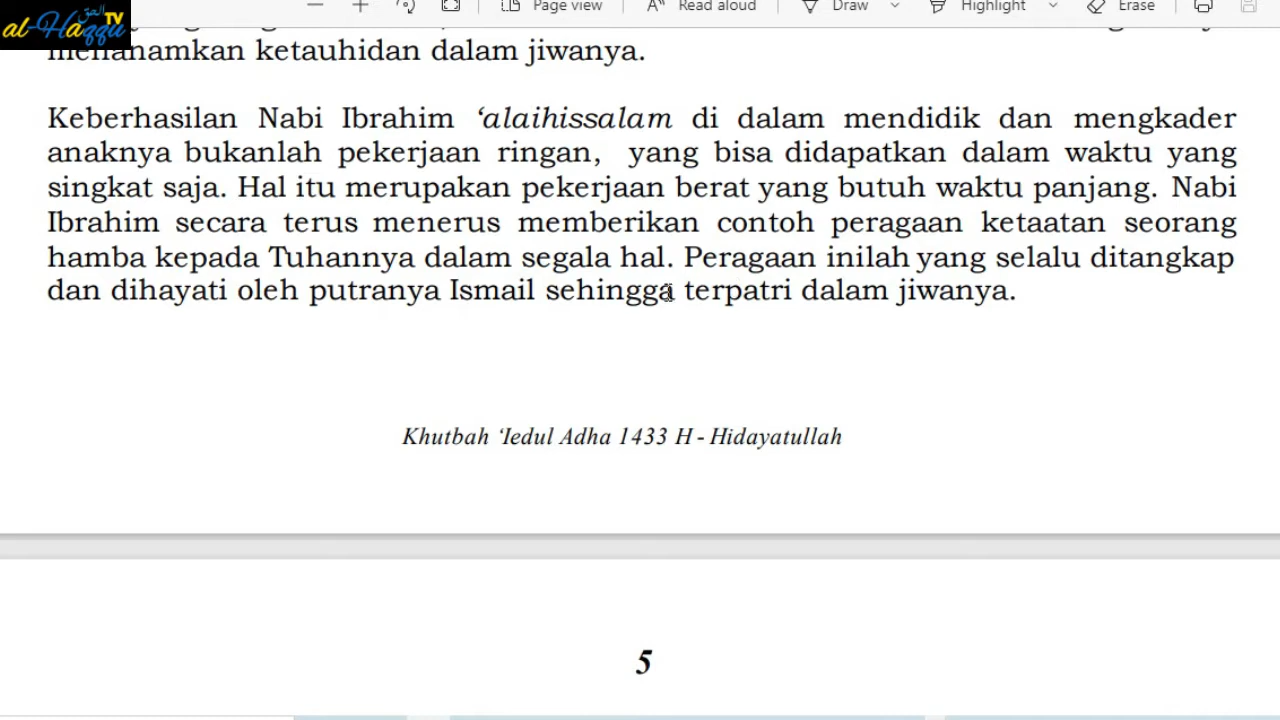 الحق TV
al-Haqqu
Page view
Read aloud
Draw
Highlight
Erase
menanamkan ketauhidan dalam jiwanya.
Keberhasilan Nabi Ibrahim ‘alaihissalam di dalam mendidik dan mengkader
anaknya bukanlah pekerjaan ringan, yang bisa didapatkan dalam waktu yang
singkat saja. Hal itu merupakan pekerjaan berat yang butuh waktu panjang. Nabi
Ibrahim secara terus menerus memberikan contoh peragaan ketaatan seorang
hamba kepada Tuhannya dalam segala hal. Peragaan inilah yang selalu ditangkap
dan dihayati oleh putranya Ismail sehingga terpatri dalam jiwanya.
Khutbah ‘Iedul Adha 1433 H - Hidayatullah
5